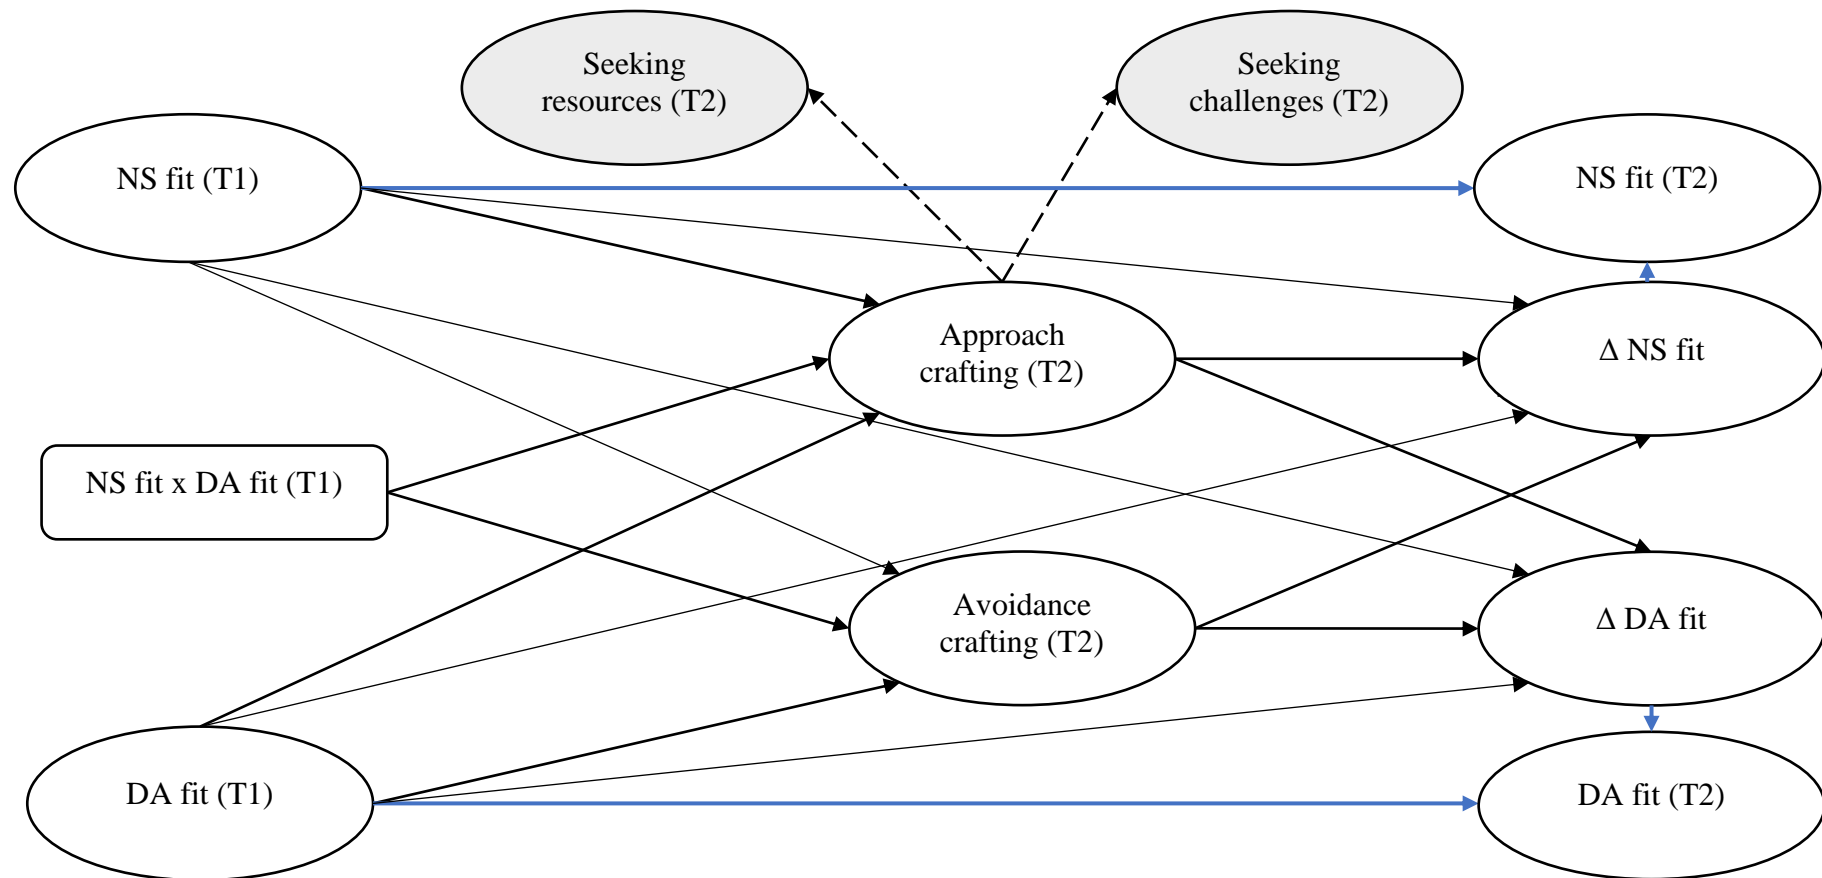 Seeking
resources (T2)
Seeking
challenges (T2)
NS fit (T1)
NS fit (T2)
Approach
crafting (T2)
Δ NS fit
NS fit x DA fit (T1)
Avoidance
crafting (T2)
Δ DA fit
DA fit (T1)
DA fit (T2)